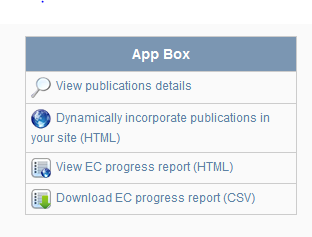 App Box
View publications details
Dynamically incorporate publications in
your site (HTML)
View EC progress report (HTML)
Download EC progress report (CSV)